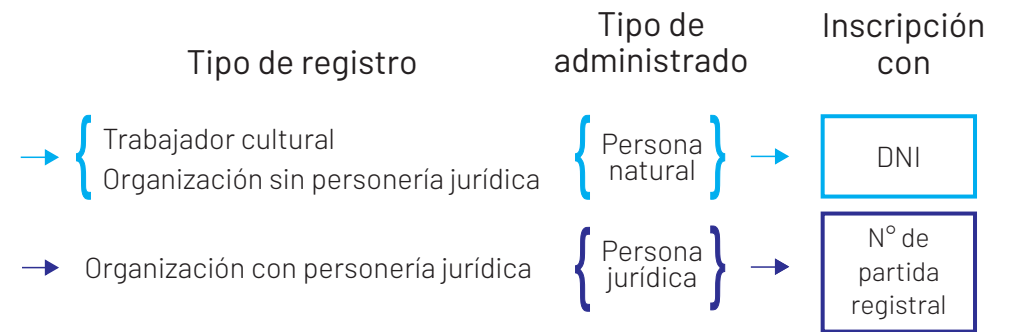 Tipo de registro
Tipo de
administrado
Inscripción
con
Trabajador cultural
Organización sin personería jurídica
Persona
natural
DNI
Organización con personería jurídica
Persona
jurídica
N° de
partida
registral